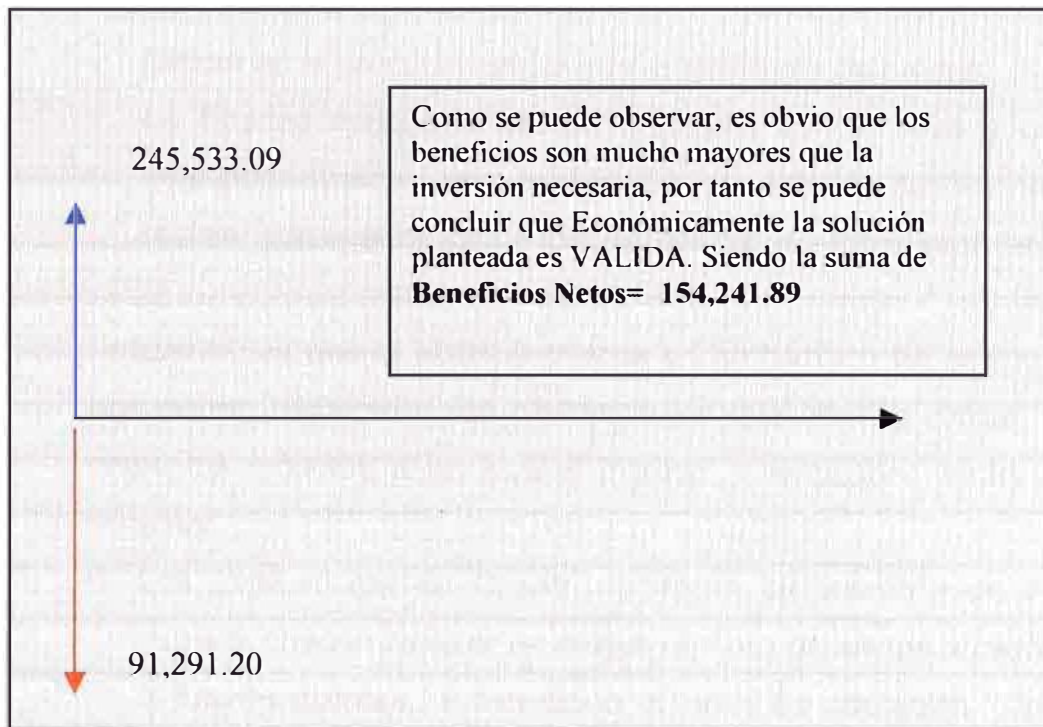 245,533.09
Como se puede observar, es obvio que los
beneficios son mucho mayores que la
inversión necesaria, por tanto se puede
concluir que Económicamente la solución
planteada es VALIDA. Siendo la suma de
Beneficios Netos= 154,241.89
91,291.20